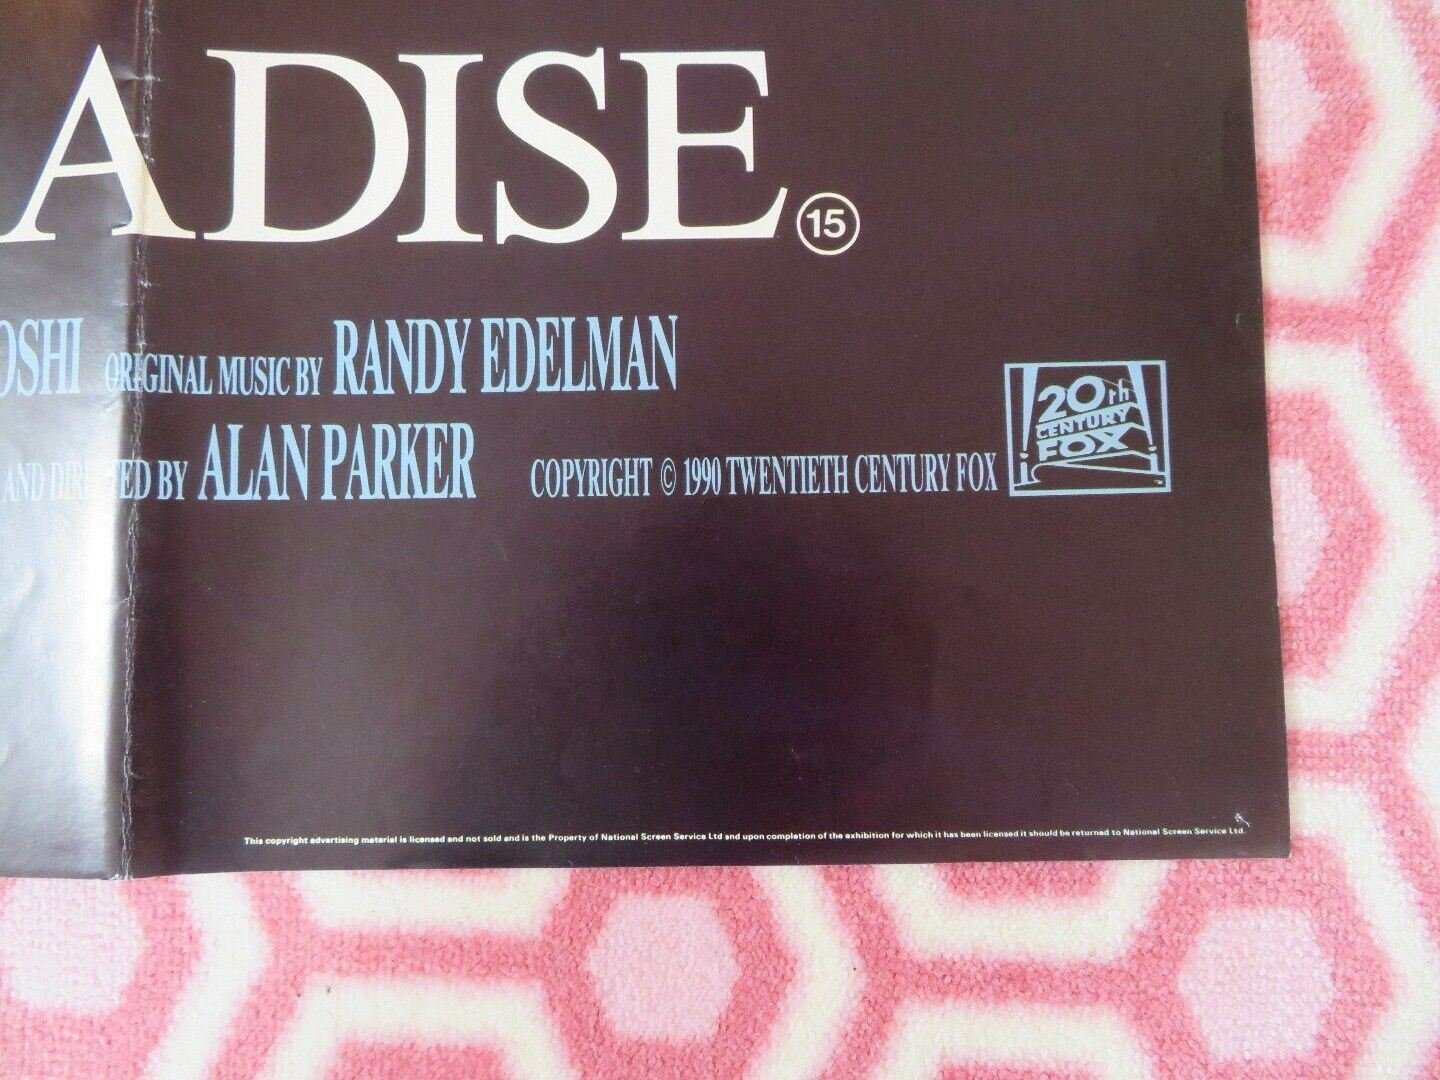 ADISE 15
OSHI ORIGINAL MUSIC BY RANDY EDELMAN
AND DIRECTED BY ALAN PARKER COPYRIGHT © 1990 TWENTIETH CENTURY FOX
20th
CENTURY
FOX
This copyright advertising material is licensed and not sold and is the Property of National Screen Service Ltd and upon completion of the exhibition for which it has been licensed it should be returned to National Screen Service Ltd.